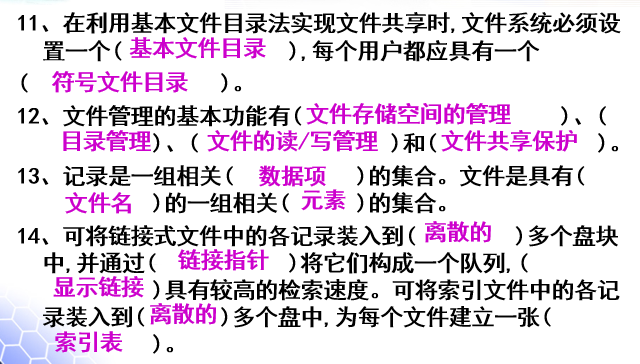 11、在利用基本文件目录法实现文件共享时,文件系统必须设
置一个( 基本文件目录 ),每个用户都应具有一个
( 符号文件目录 )。
12、文件管理的基本功能有(文件存储空间的管理 )、(
目录管理)、( 文件的读/写管理 )和(文件共享保护 )。
13、记录是一组相关( 数据项 )的集合。文件是具有(
文件名 )的一组相关( 元素 )的集合。
14、可将链接式文件中的各记录装入到( 离散的 )多个盘块
中,并通过( 链接指针 )将它们构成一个队列,(
显示链接 )具有较高的检索速度。可将索引文件中的各记
录装入到(离散的)多个盘中,为每个文件建立一张(
索引表 )。